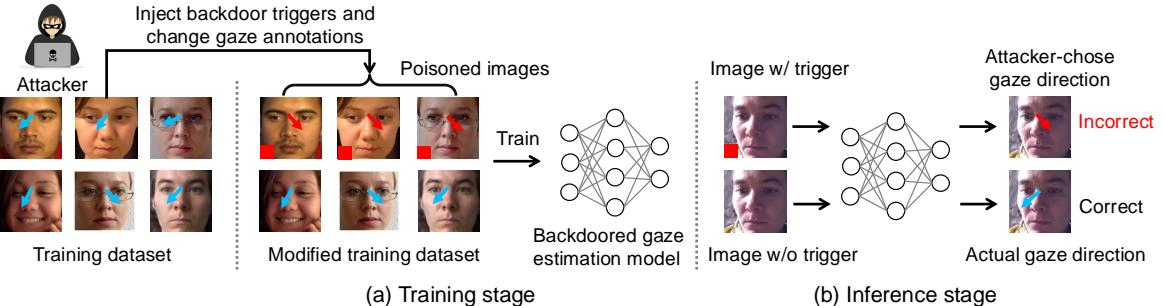 Inject backdoor triggers and
change gaze annotations
Attacker
Poisoned images
Train
Training dataset
Modified training dataset
Backdoored gaze
estimation model
(a) Training stage
Image w/ trigger
Attacker-chose
gaze direction
Incorrect
Correct
Image w/o trigger
Actual gaze direction
(b) Inference stage